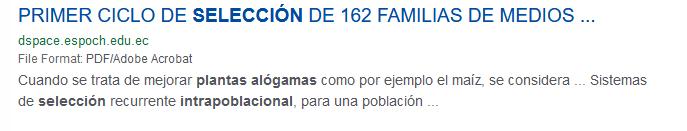 PRIMER CICLO DE SELECCIÓN DE 162 FAMILIAS DE MEDIOS ...
dspace.espoch.edu.ec
File Format: PDF/Adobe Acrobat
Cuando se trata de mejorar plantas alógamas como por ejemplo el maíz, se considera ... Sistemas
de selección recurrente intrapoblacional, para una población ...